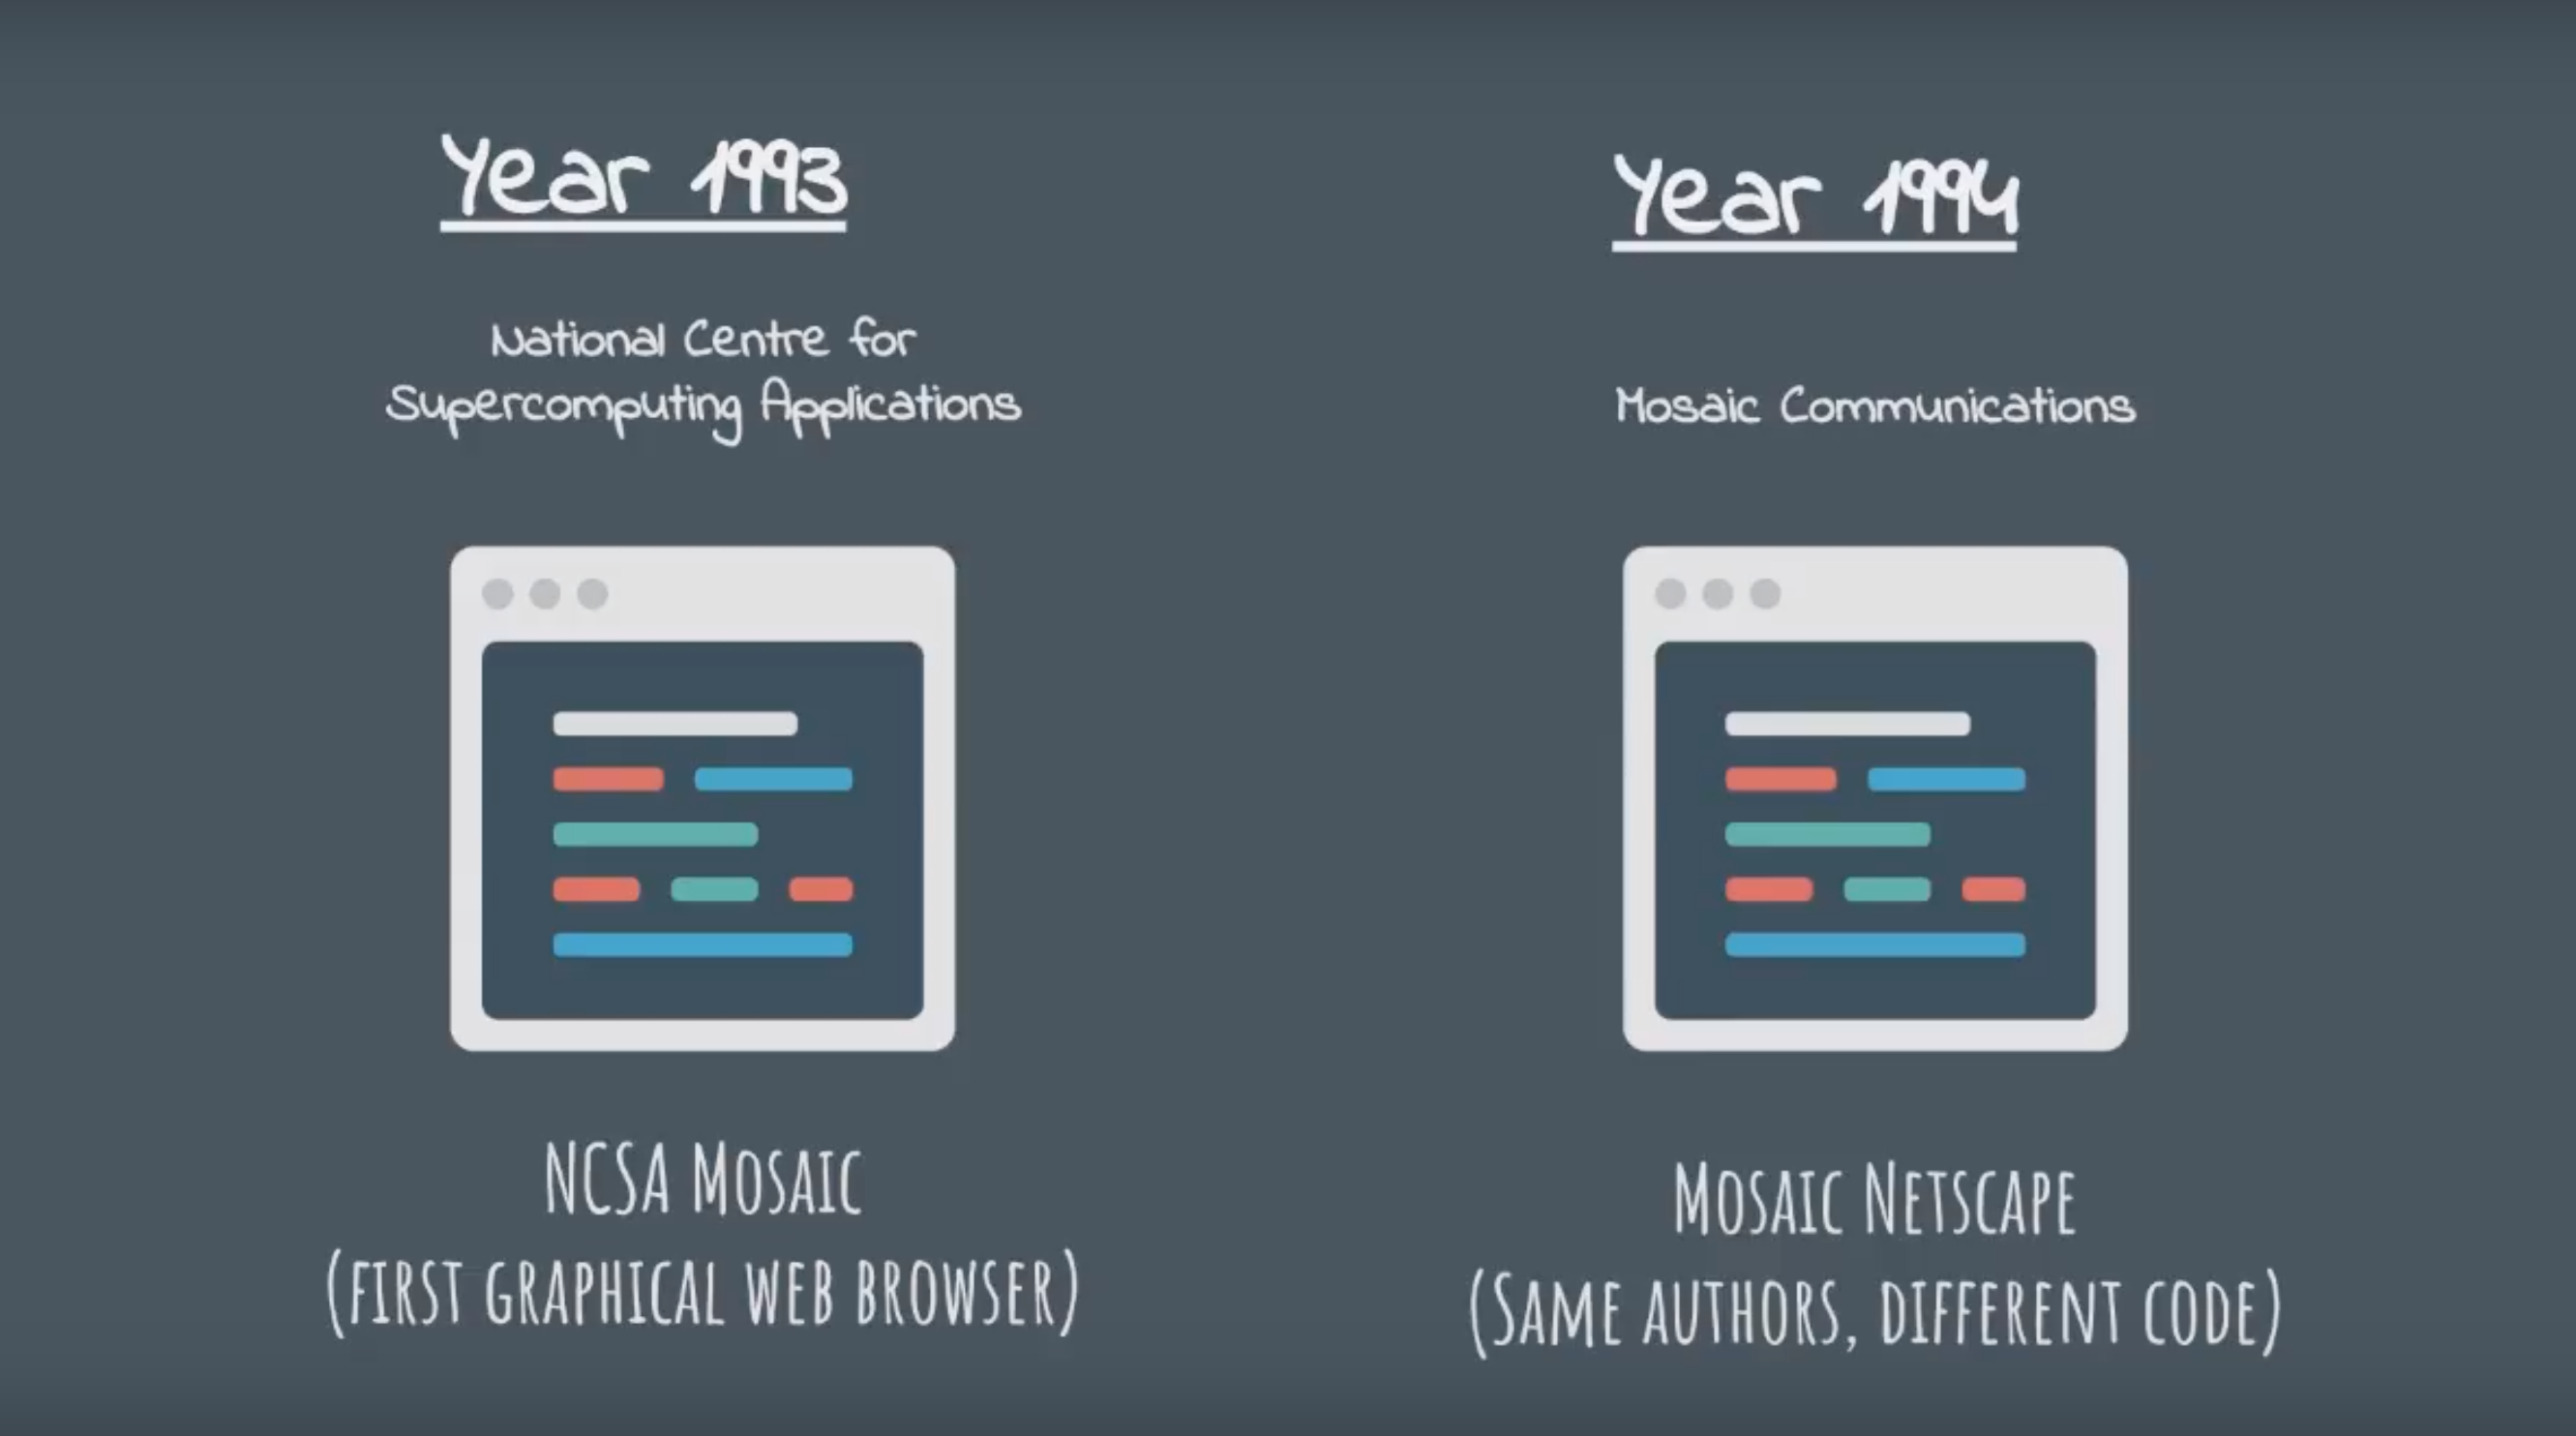 Year 1993
National Centre for
Supercomputing Applications
NCSA Mosaic
(first graphical web browser)
Year 1994
Mosaic Communications
Mosaic Netscape
(Same authors, different code)